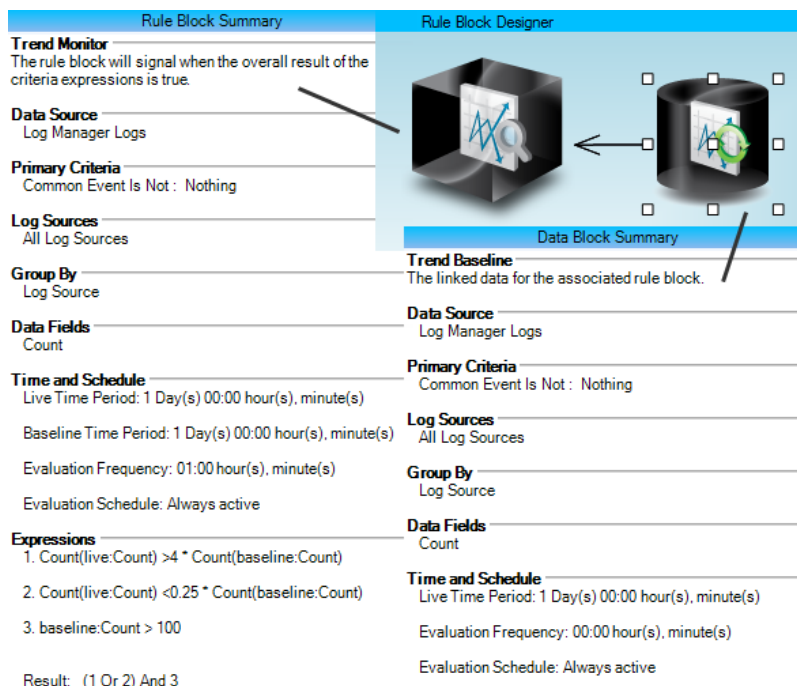 Rule Block Summary
Trend Monitor
The rule block will signal when the overall result of the
criteria expressions is true.
Data Source
Log Manager Logs
Primary Criteria
Common Event Is Not : Nothing
Log Sources
All Log Sources
Group By
Log Source
Data Fields
Count
Time and Schedule
Live Time Period: 1 Day(s) 00:00 hour(s), minute(s)
Baseline Time Period: 1 Day(s) 00:00 hour(s), minute(s)
Evaluation Frequency: 01:00 hour(s), minute(s)
Evaluation Schedule: Always active
Expressions
1. Count(live:Count) >4 * Count(baseline:Count)
2. Count(live:Count) <0.25 * Count(baseline:Count)
3. baseline:Count > 100
Result: (1 Or 2) And 3
Rule Block Designer
Data Block Summary
Trend Baseline
The linked data for the associated rule block.
Data Source
Log Manager Logs
Primary Criteria
Common Event Is Not : Nothing
Log Sources
All Log Sources
Group By
Log Source
Data Fields
Count
Time and Schedule
Live Time Period: 1 Day(s) 00:00 hour(s), minute(s)
Evaluation Frequency: 00:00 hour(s), minute(s)
Evaluation Schedule: Always active